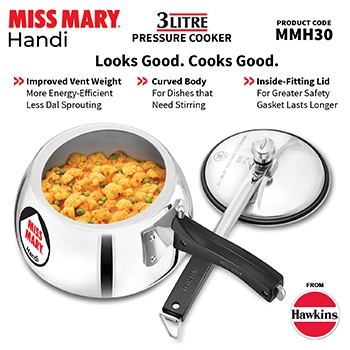 MISS MARY®
Handi
3 LITRE
PRESSURE COOKER
PRODUCT CODE
MMH30
Looks Good. Cooks Good.
Improved Vent Weight
More Energy-Efficient
Less Dal Sprouting
Curved Body
For Dishes that
Need Stirring
Inside-Fitting Lid
For Greater Safety
Gasket Lasts Longer
MISS
MARY
Handi
FROM
Hawkins